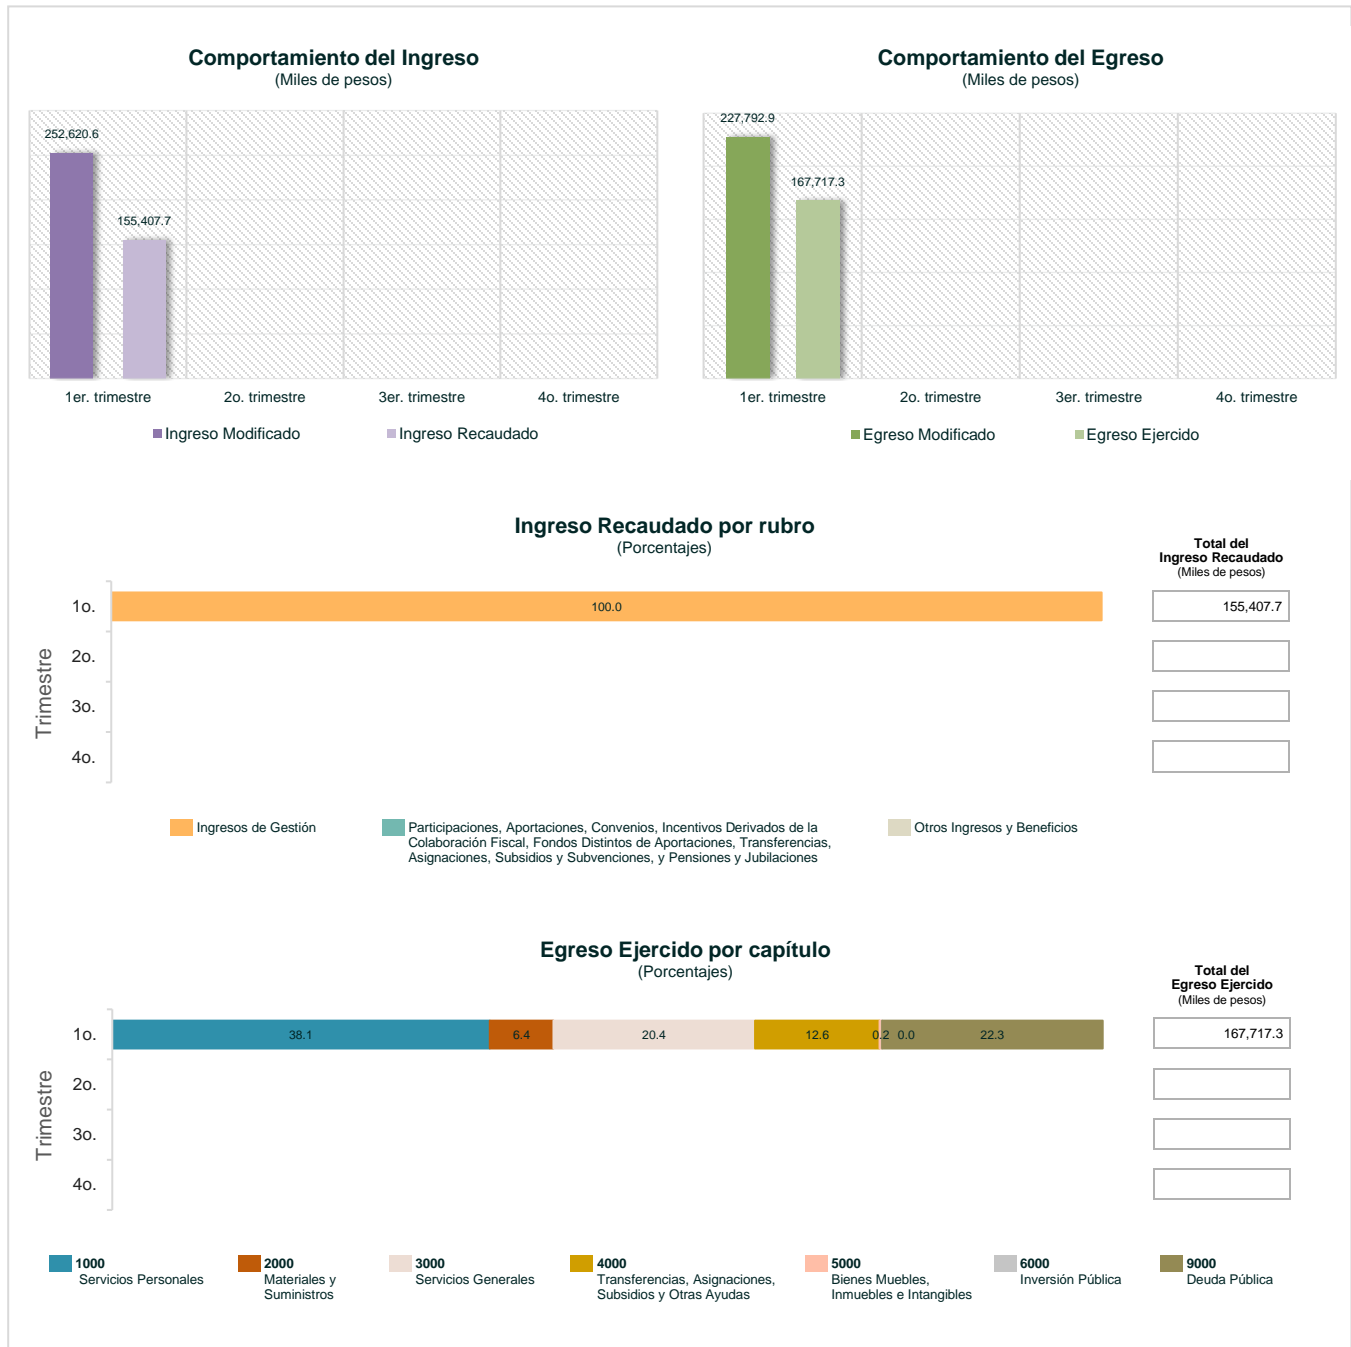 Comportamiento del Ingreso
(Miles de pesos)
252,620.6
155,407.7
1er. trimestre 2o. trimestre 3er. trimestre 4o. trimestre
Ingreso Modificado Ingreso Recaudado
Comportamiento del Egreso
(Miles de pesos)
227,792.9
167,717.3
1er. trimestre 2o. trimestre 3er. trimestre 4o. trimestre
Egreso Modificado Egreso Ejercido
Ingreso Recaudado por rubro
(Porcentajes)
Total del
Ingreso Recaudado
(Miles de pesos)
Trimestre
1o. 100.0 155,407.7
2o.
3o.
4o.
Ingresos de Gestión
Participaciones, Aportaciones, Convenios, Incentivos Derivados de la
Colaboración Fiscal, Fondos Distintos de Aportaciones, Transferencias,
Asignaciones, Subsidios y Subvenciones, y Pensiones y Jubilaciones
Otros Ingresos y Beneficios
Egreso Ejercido por capítulo
(Porcentajes)
Total del
Egreso Ejercido
(Miles de pesos)
Trimestre
1o. 38.1 6.4 20.4 12.6 0.2 0.0 22.3 167,717.3
2o.
3o.
4o.
1000
Servicios Personales
2000
Materiales y
Suministros
3000
Servicios Generales
4000
Transferencias, Asignaciones,
Subsidios y Otras Ayudas
5000
Bienes Muebles,
Inmuebles e Intangibles
6000
Inversión Pública
9000
Deuda Pública